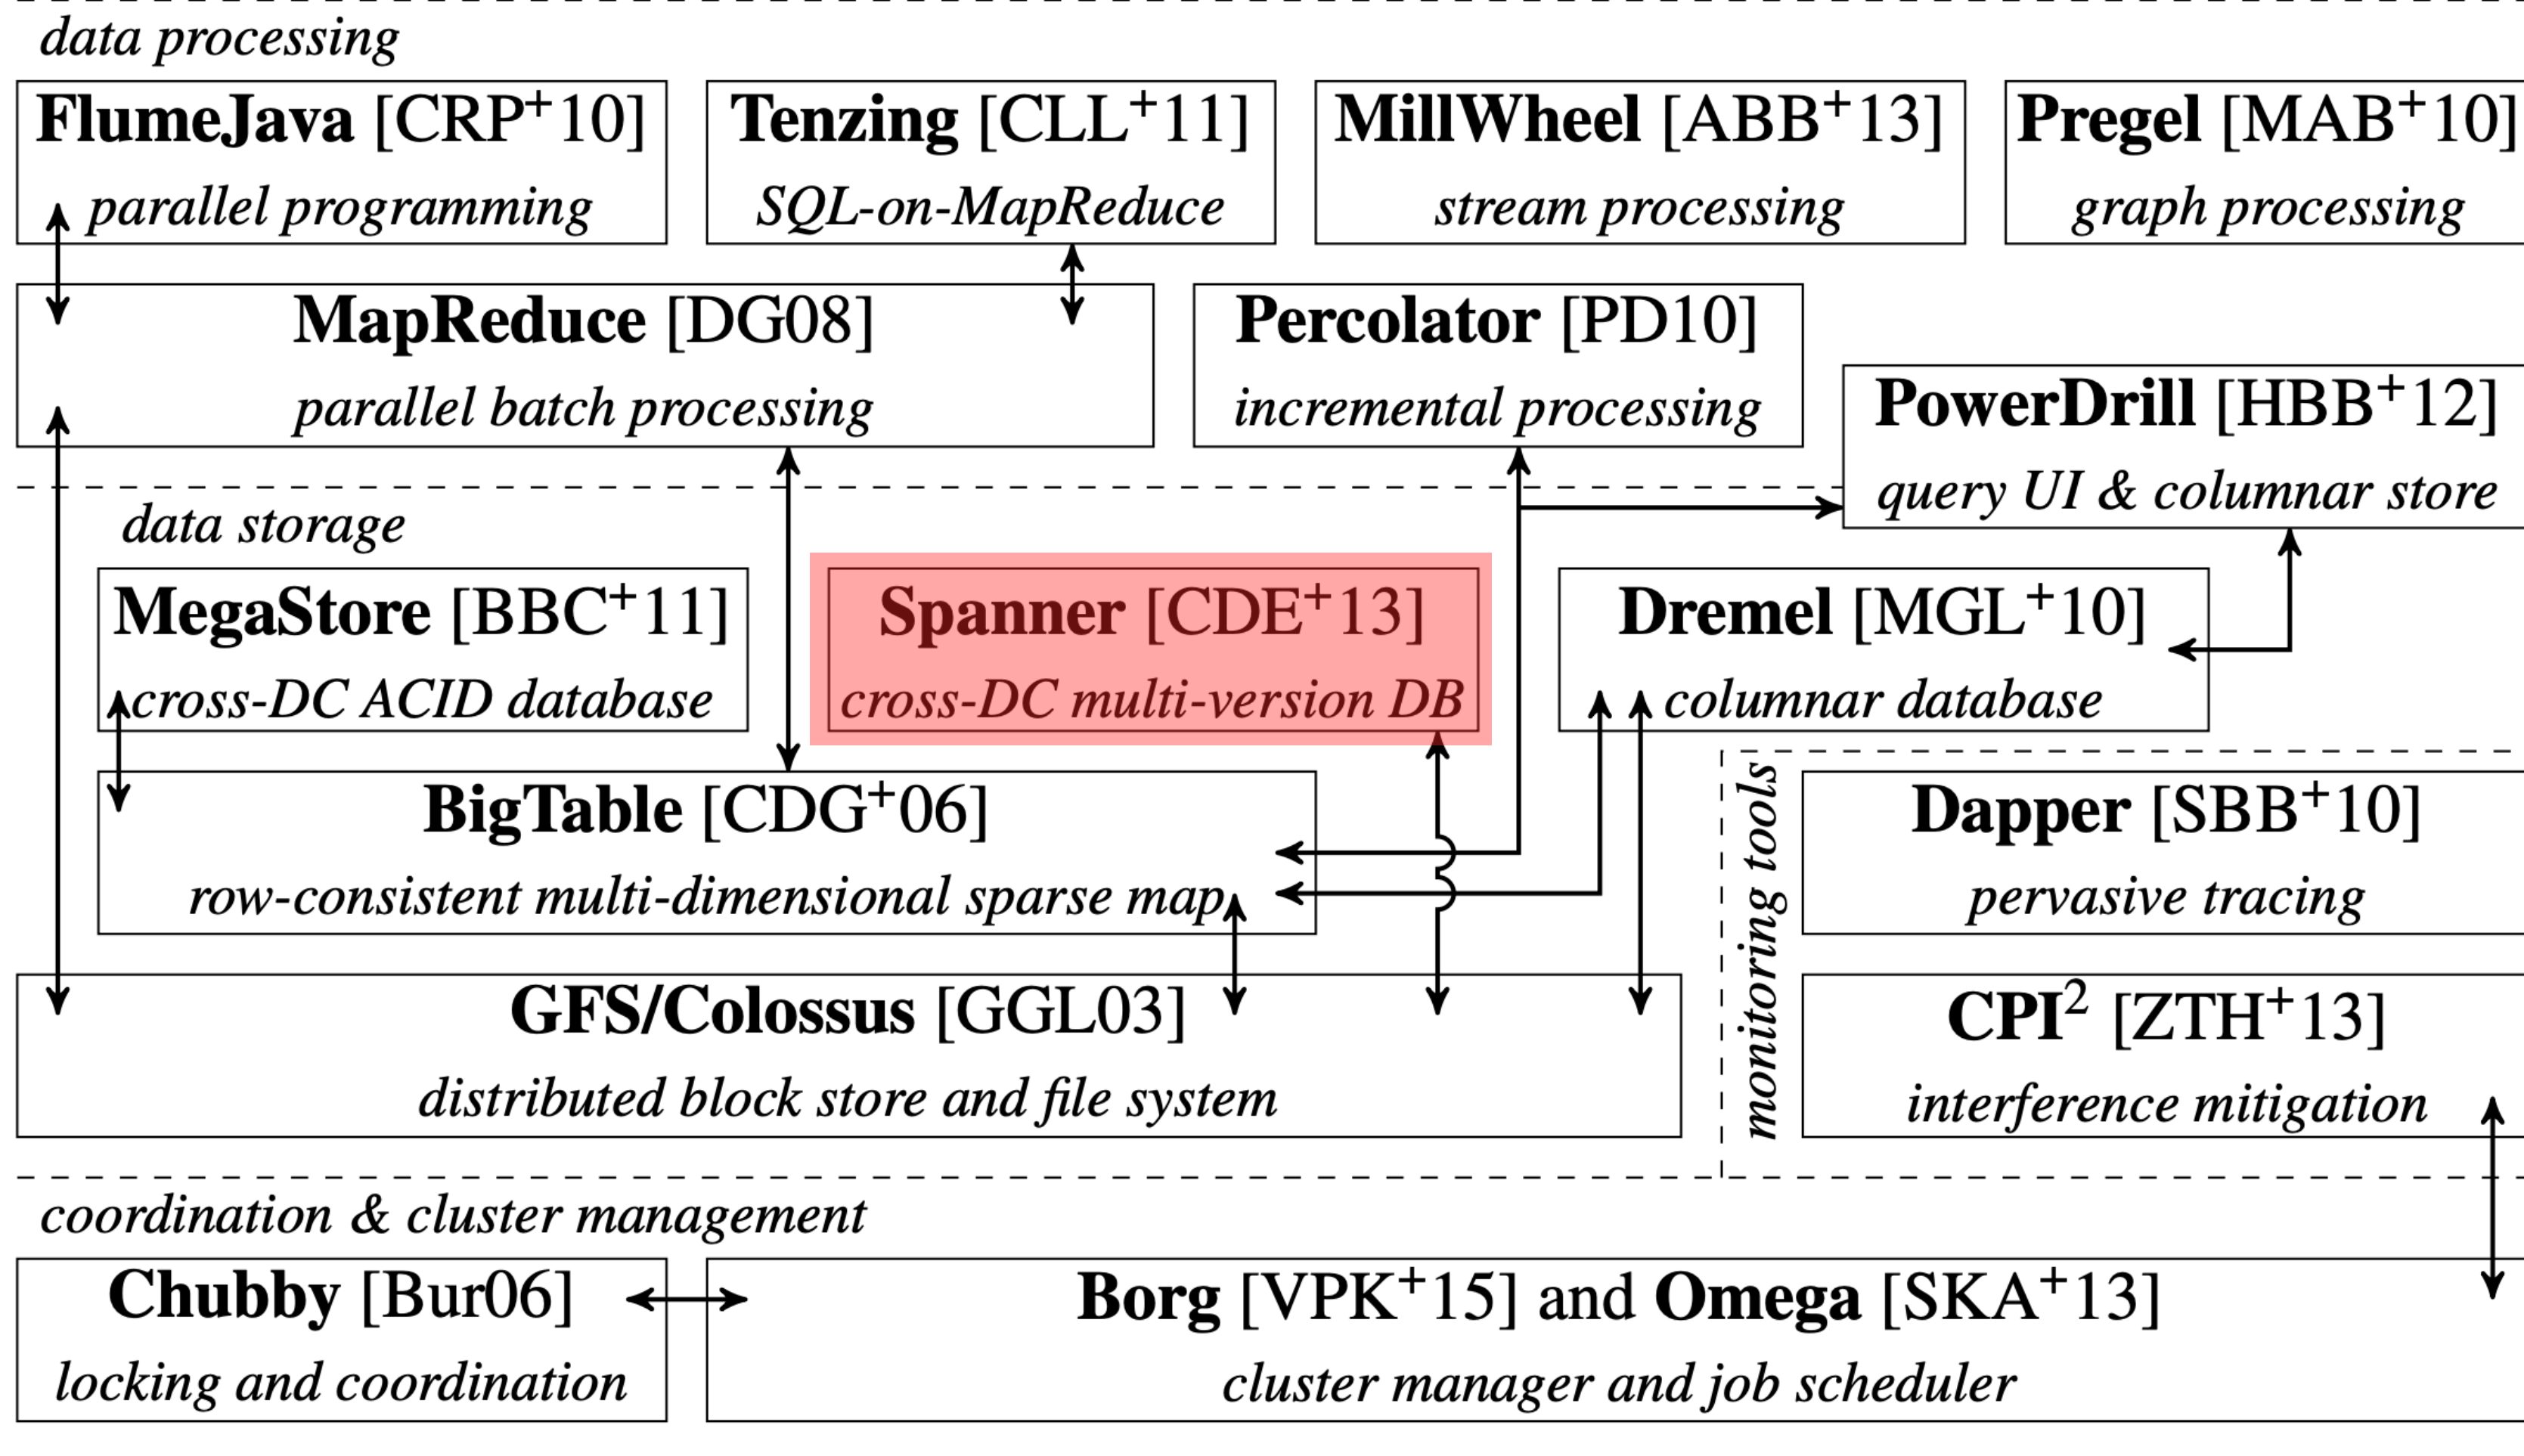 data processing
FlumeJava [CRP+10]
parallel programming
Tenzing [CLL+11]
SQL-on-MapReduce
MillWheel [ABB+13]
stream processing
Pregel [MAB+10]
graph processing
MapReduce [DG08]
parallel batch processing
Percolator [PD10]
incremental processing
PowerDrill [HBB+12]
query UI & columnar store
data storage
MegaStore [BBC+11]
cross-DC ACID database
Spanner [CDE+13]
cross-DC multi-version DB
Dremel [MGL+10]
columnar database
BigTable [CDG+06]
row-consistent multi-dimensional sparse map
monitoring tools
Dapper [SBB+10]
pervasive tracing
GFS/Colossus [GGL03]
distributed block store and file system
CPI² [ZTH+13]
interference mitigation
coordination & cluster management
Chubby [Bur06]
locking and coordination
Borg [VPK+15] and Omega [SKA+13]
cluster manager and job scheduler